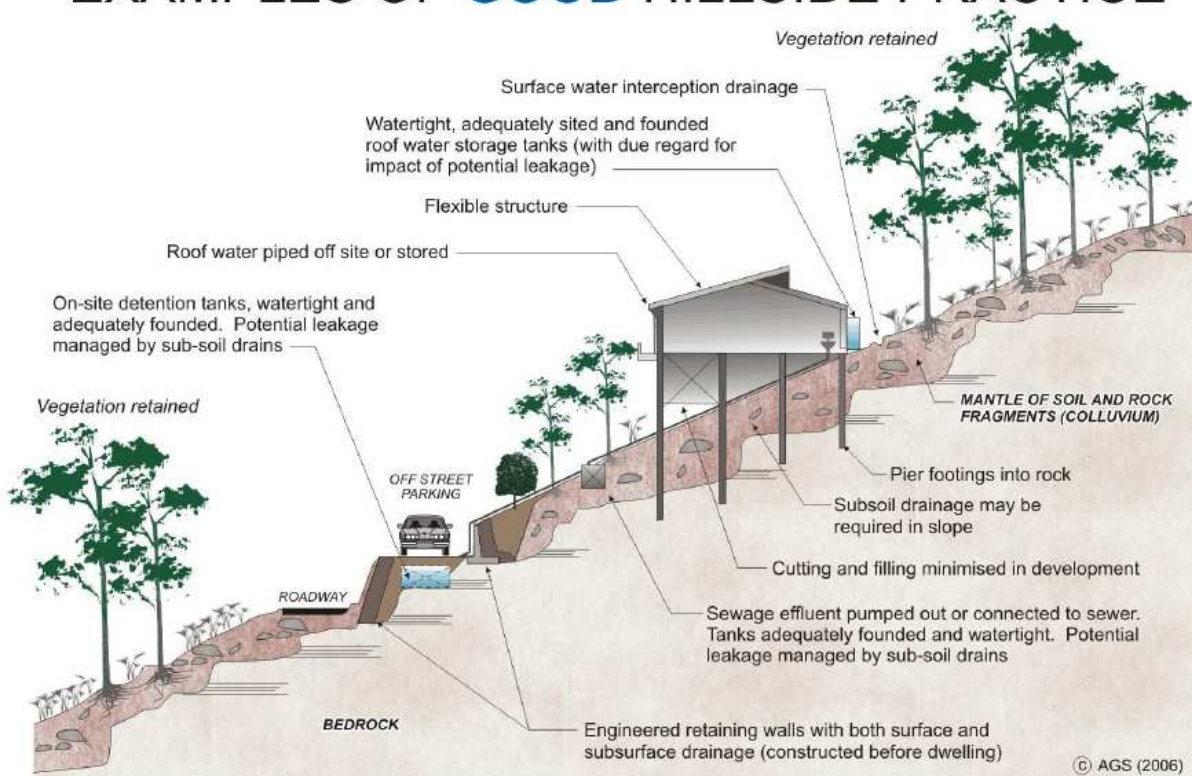 EXAMPLES OF GOOD HILLSIDE PRACTICE
Vegetation retained
Surface water interception drainage
Watertight, adequately sited and founded
roof water storage tanks (with due regard for
impact of potential leakage)
Flexible structure
Roof water piped off site or stored
On-site detention tanks, watertight and
adequately founded. Potential leakage
managed by sub-soil drains
Vegetation retained
MANTLE OF SOIL AND ROCK
FRAGMENTS (COLLUVIUM)
OFF STREET
PARKING
Pier footings into rock
Subsoil drainage may be
required in slope
Cutting and filling minimised in development
ROADWAY
Sewage effluent pumped out or connected to sewer.
Tanks adequately founded and watertight. Potential
leakage managed by sub-soil drains
BEDROCK
Engineered retaining walls with both surface and
subsurface drainage (constructed before dwelling)
© AGS (2006)